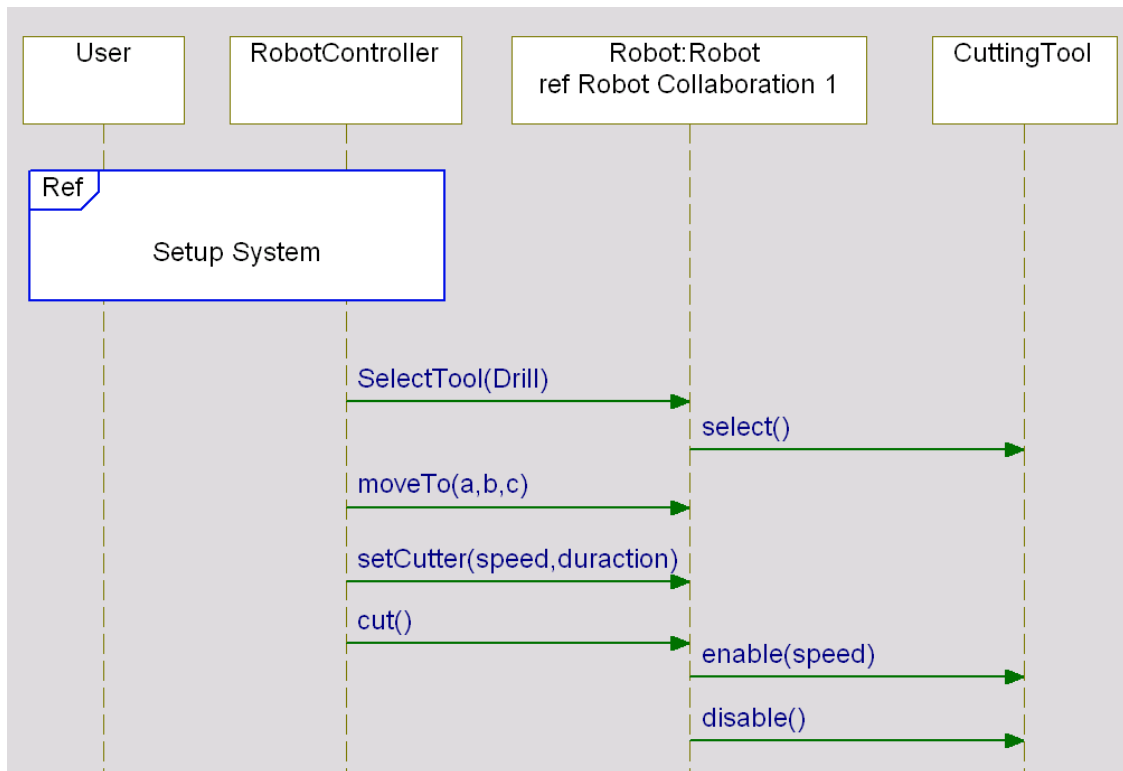 User
RobotController
Robot:Robot
ref Robot Collaboration 1
CuttingTool
Ref
Setup System
SelectTool(Drill)
select()
moveTo(a,b,c)
setCutter(speed,duraction)
cut()
enable(speed)
disable()